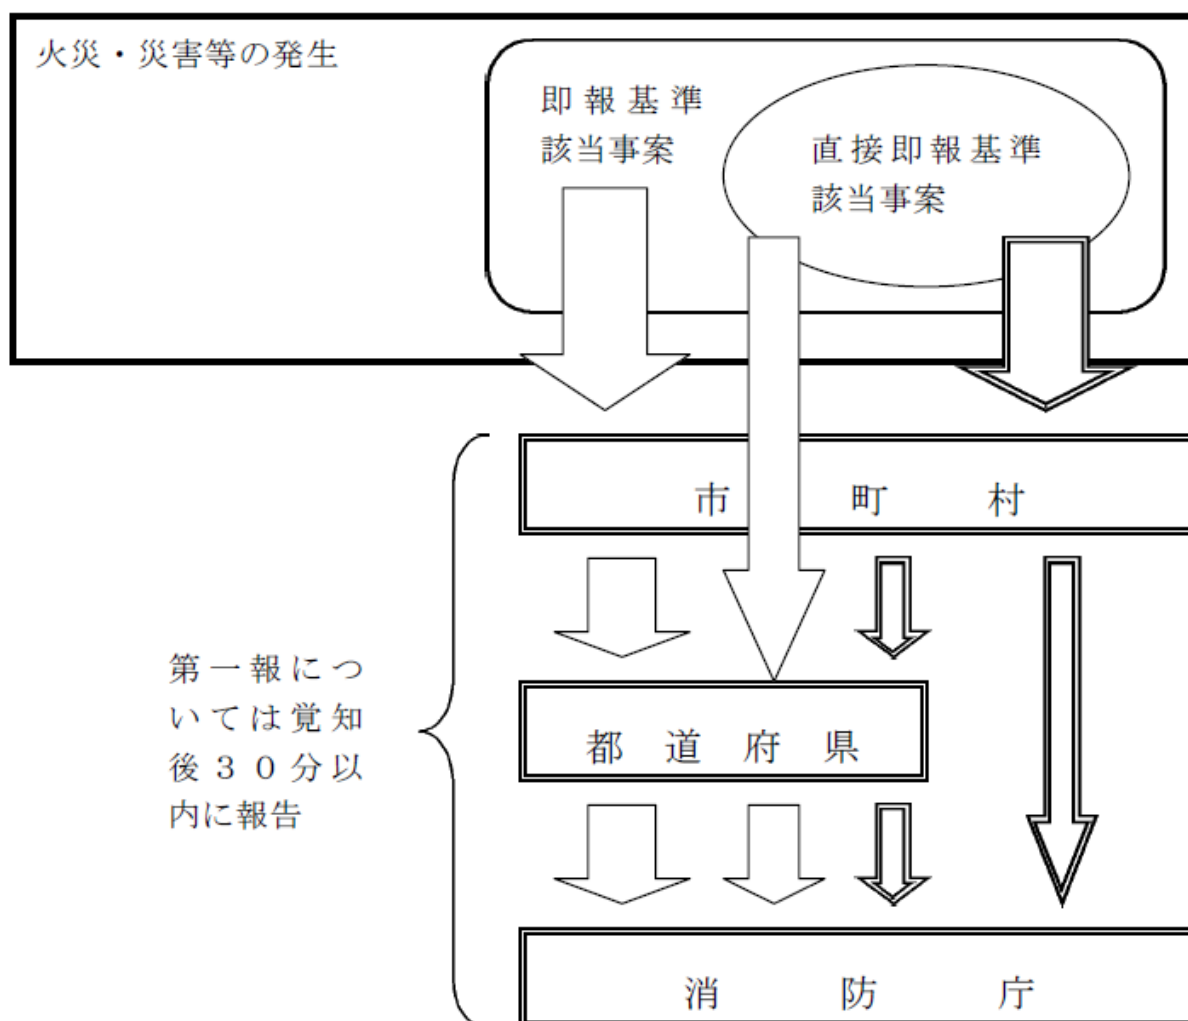 火災・災害等の発生
即報基準
該当事案
直接即報基準
該当事案
市町村
第一報につ
いては覚知
後３０分以
内に報告
都道府県
消防庁